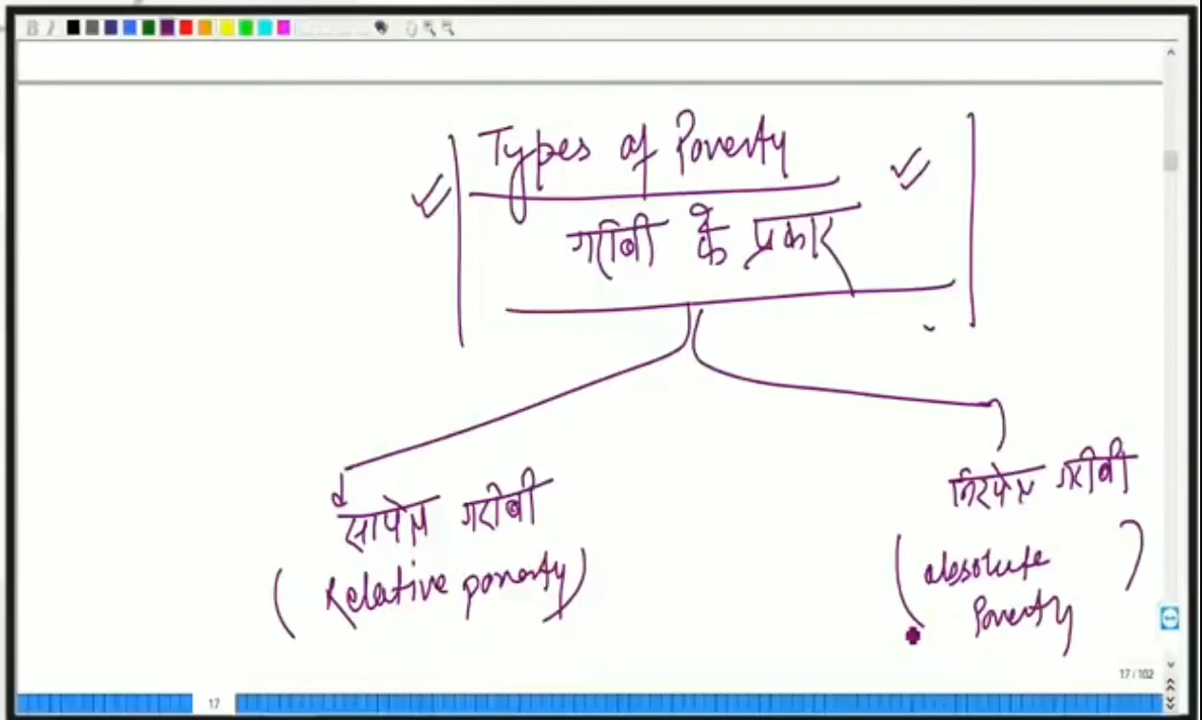 Types of Poverty
गरीबी के प्रकार
सापेक्ष गरीबी
(Relative poverty)
निरपेक्ष गरीबी
(absolute
Poverty)
17 / 102
17